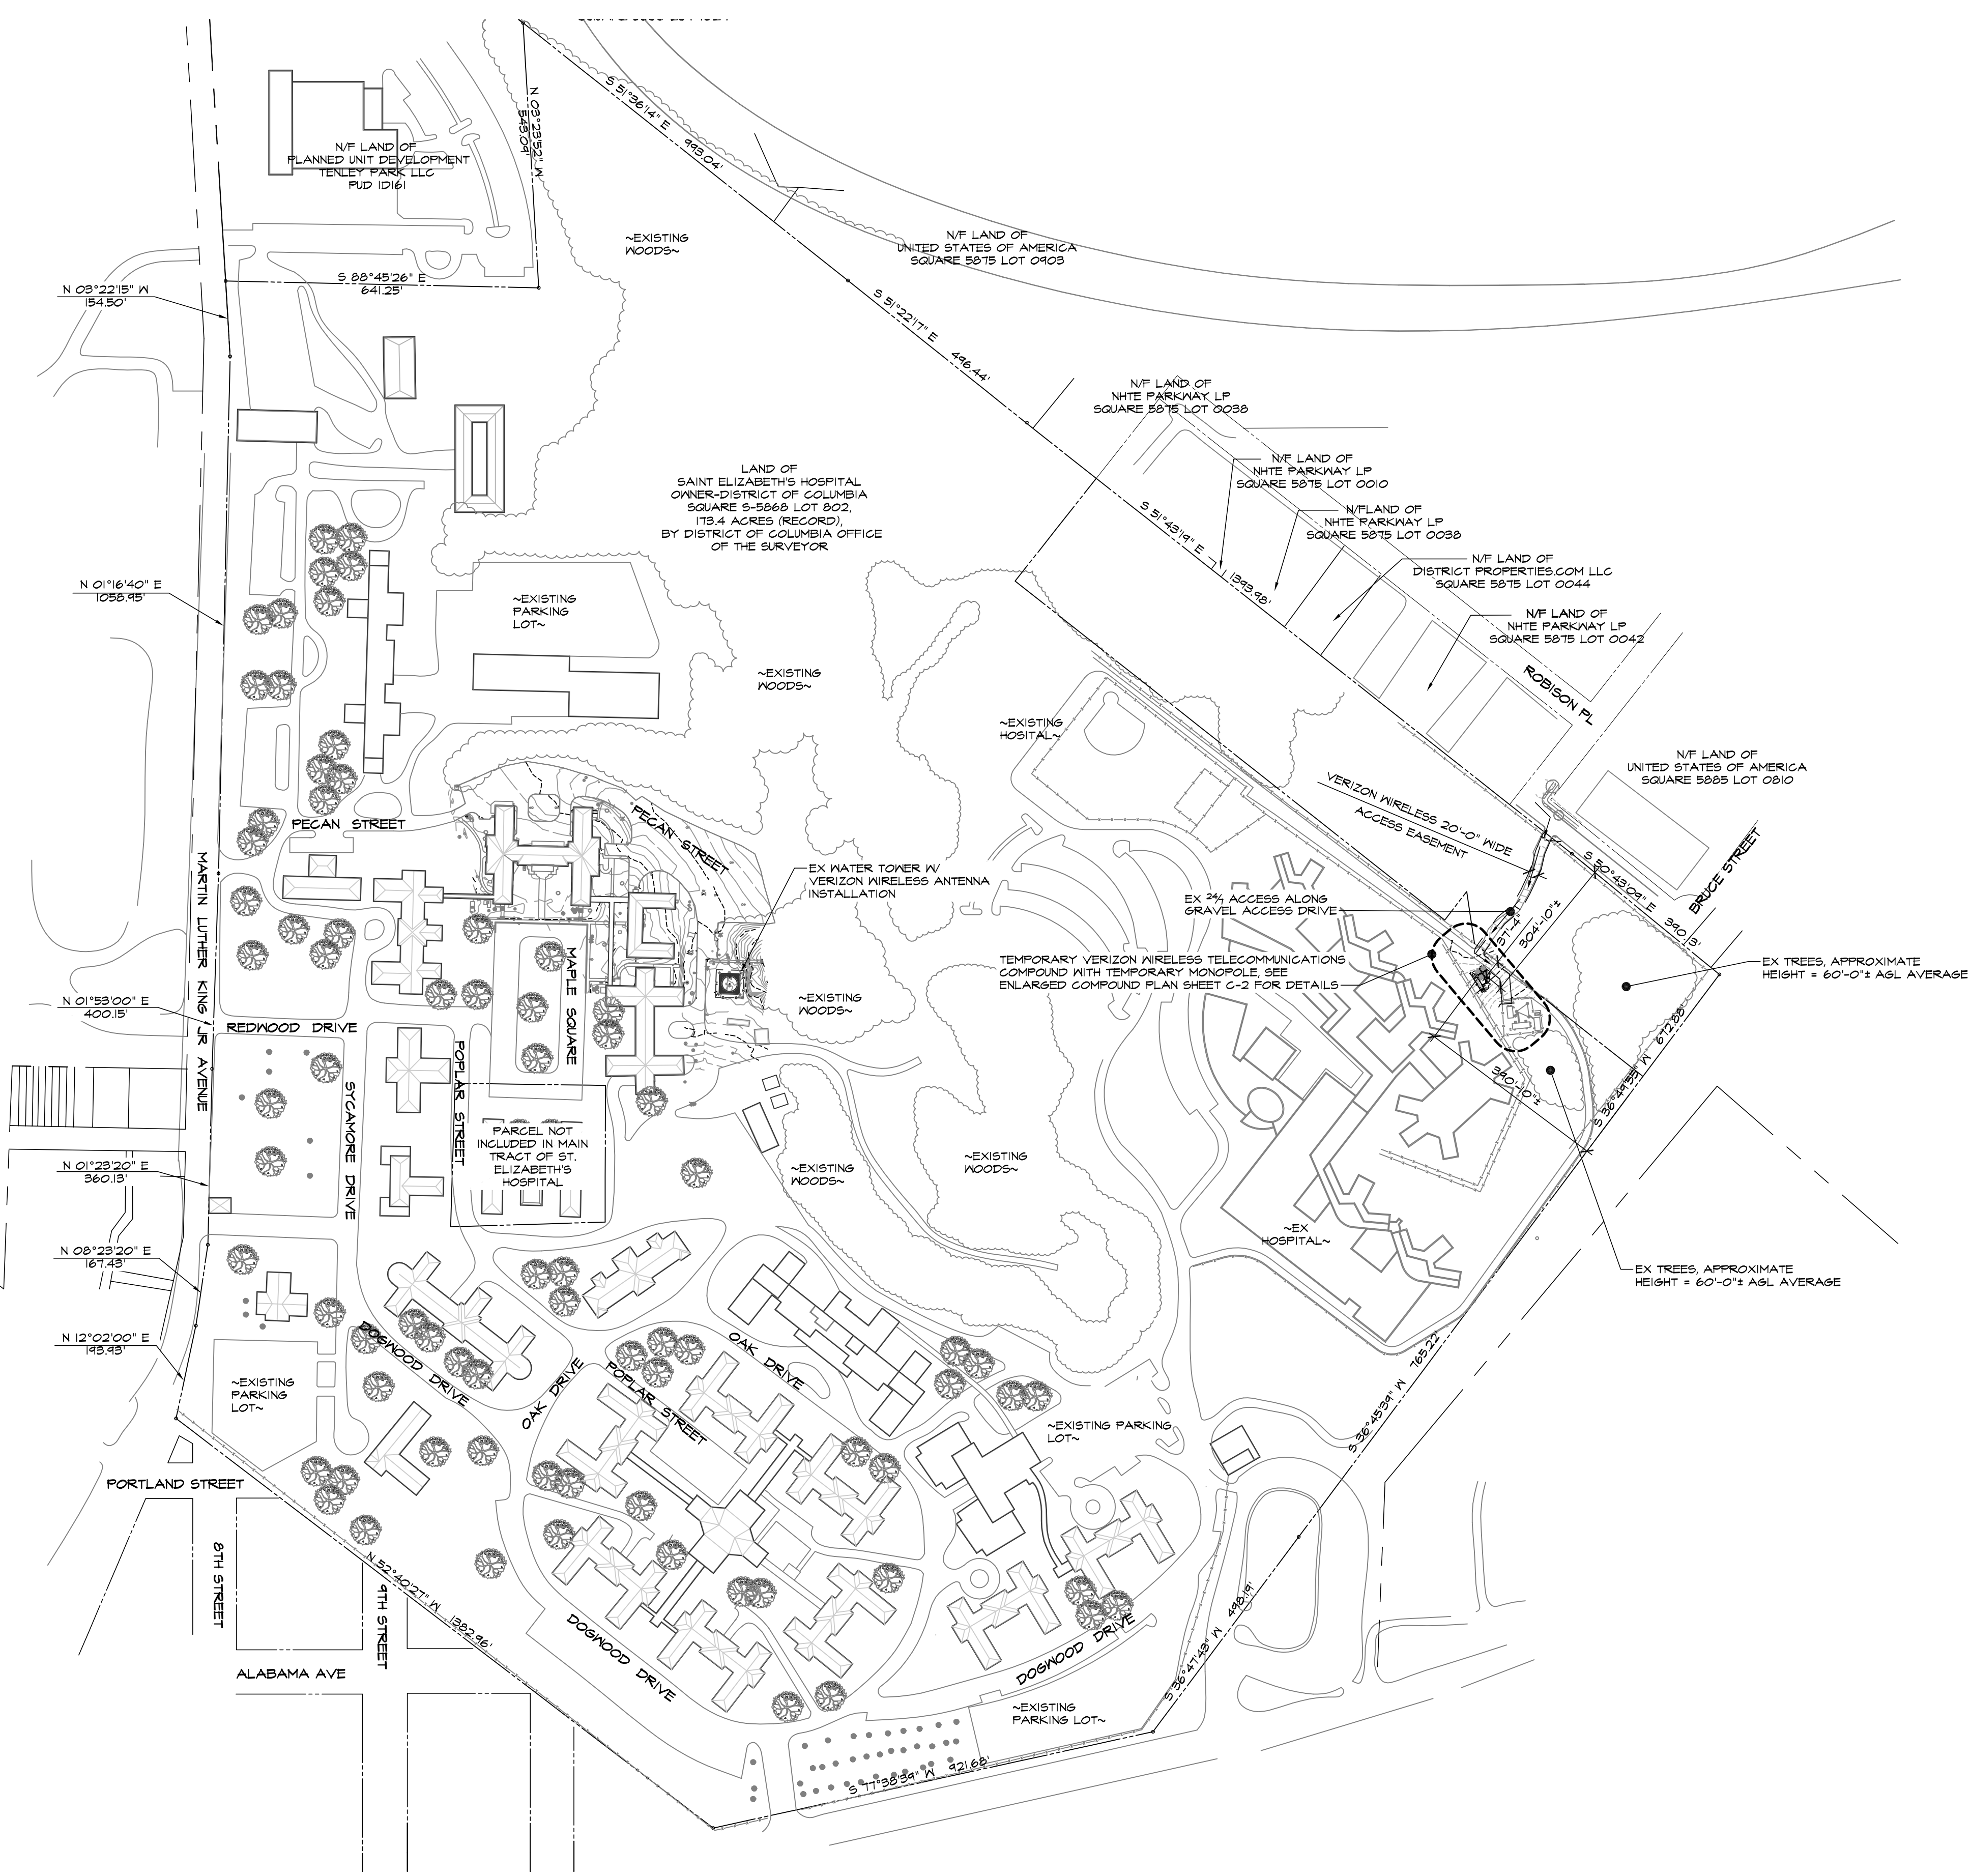 S 51°36'14" E 993.04'
N 03°23'52" W
543.09'
N/F LAND OF
PLANNED UNIT DEVELOPMENT
TENLEY PARK LLC
PUD ID161
~EXISTING
WOODS~
N/F LAND OF
UNITED STATES OF AMERICA
SQUARE 5875 LOT 0903
S 88°45'26" E
641.25'
N 03°22'15" W
154.50'
S 51°22'17" E 496.44'
N/F LAND OF
NHTE PARKWAY LP
SQUARE 5875 LOT 0038
N/F LAND OF
NHTE PARKWAY LP
SQUARE 5875 LOT 0010
LAND OF
SAINT ELIZABETH'S HOSPITAL
OWNER-DISTRICT OF COLUMBIA
SQUARE S-5868 LOT 802,
173.4 ACRES (RECORD),
BY DISTRICT OF COLUMBIA OFFICE
OF THE SURVEYOR
N/FLAND OF
NHTE PARKWAY LP
SQUARE 5875 LOT 0038
S 51°43'19" E 1393.98'
N/F LAND OF
DISTRICT PROPERTIES.COM LLC
SQUARE 5875 LOT 0044
N 01°16'40" E
1058.95'
~EXISTING
PARKING
LOT~
N/F LAND OF
NHTE PARKWAY LP
SQUARE 5875 LOT 0042
~EXISTING
WOODS~
ROBISON PL
~EXISTING
HOSITAL~
N/F LAND OF
UNITED STATES OF AMERICA
SQUARE 5885 LOT 0810
VERIZON WIRELESS 20'-0" WIDE
ACCESS EASEMENT
PECAN STREET
PECAN STREET
EX WATER TOWER W/
VERIZON WIRELESS ANTENNA
INSTALLATION
BRUCE STREET
S 50°43'09" E 390.13'
EX 24/7 ACCESS ALONG
GRAVEL ACCESS DRIVE
37'-4"
304'-10"±
TEMPORARY VERIZON WIRELESS TELECOMMUNICATIONS
COMPOUND WITH TEMPORARY MONOPOLE, SEE
ENLARGED COMPOUND PLAN SHEET C-2 FOR DETAILS
EX TREES, APPROXIMATE
HEIGHT = 60'-0"± AGL AVERAGE
MARTIN LUTHER KING JR AVENUE
MAPLE SQUARE
~EXISTING
WOODS~
N 01°53'00" E
400.15'
REDWOOD DRIVE
POPLAR STREET
SYCAMORE DRIVE
390'-0"±
S 36°49'55" W 672.88'
PARCEL NOT
INCLUDED IN MAIN
TRACT OF ST.
ELIZABETH'S
HOSPITAL
N 01°23'20" E
360.13'
~EXISTING
WOODS~
~EXISTING
WOODS~
~EX
HOSPITAL~
N 08°23'20" E
167.43'
EX TREES, APPROXIMATE
HEIGHT = 60'-0"± AGL AVERAGE
N 12°02'00" E
193.93'
DOGWOOD DRIVE
OAK DRIVE
OAK DRIVE
POPLAR STREET
~EXISTING
PARKING
LOT~
S 36°45'39" W 765.22'
~EXISTING PARKING
LOT~
PORTLAND STREET
8TH STREET
9TH STREET
N 52°40'27" W 1382.96'
DOGWOOD DRIVE
DOGWOOD DRIVE
S 36°47'43" W 498.19'
ALABAMA AVE
~EXISTING
PARKING LOT~
S 77°38'39" W 921.68'